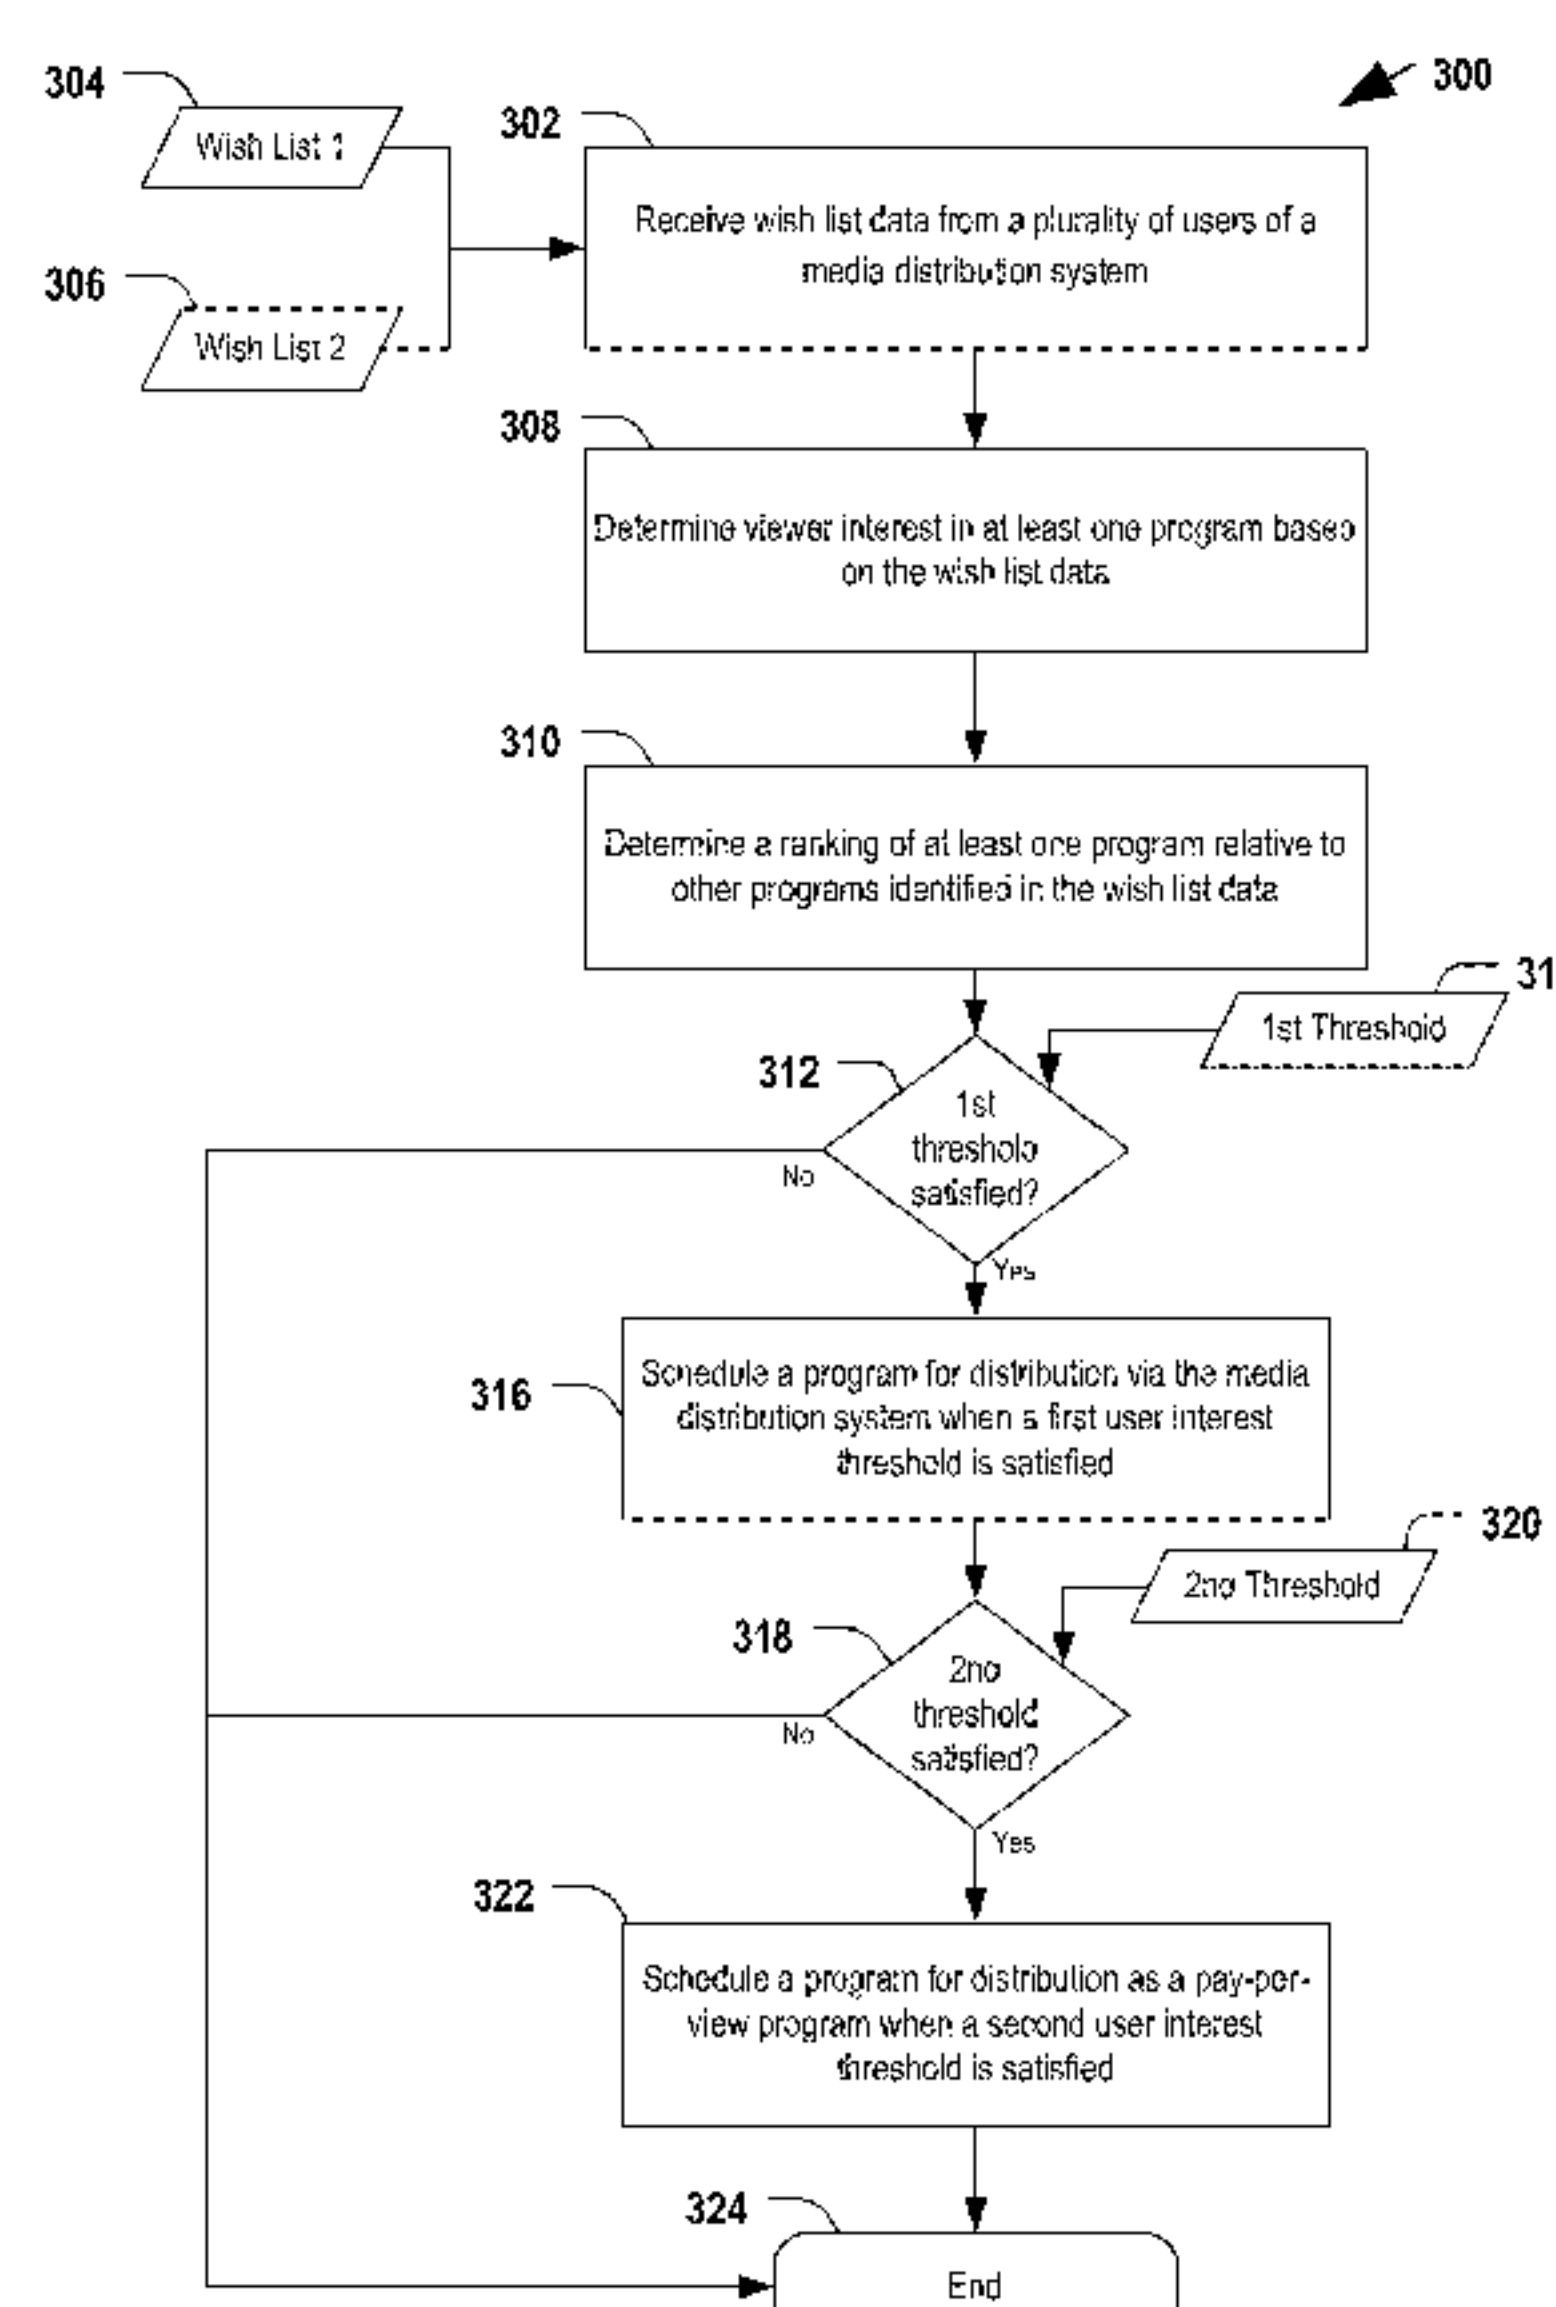 300
304
Wish List 1
302
Receive wish list data from a plurality of users of a
media distribution system
306
Wish List 2
308
Determine viewer interest in at least one program based
on the wish list data
310
Determine a ranking of at least one program relative to
other programs identified in the wish list data
31
1st Threshold
312
1st
threshold
satisfied?
No
Yes
316
Schedule a program for distribution via the media
distribution system when a first user interest
threshold is satisfied
320
2nd Threshold
318
2nd
threshold
satisfied?
No
Yes
322
Schedule a program for distribution as a pay-per-
view program when a second user interest
threshold is satisfied
324
End